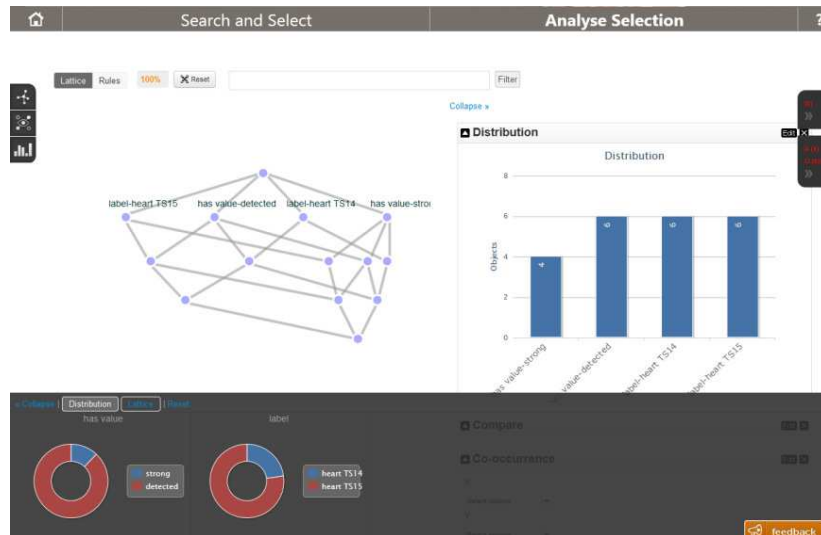 Search and Select
Analyse Selection
?
Lattice
Rules
100%
Reset
Filter
Collapse »
Distribution
Edit
Distribution
label-heart TS15
has value-detected
label-heart TS14
has value-stron
8
6
4
2
0
Objects
4
6
6
6
has value-strong
value-detected
label-heart TS14
label-heart TS15
« Collapse |
Distribution
Lattice
| Reset
has value
label
strong
detected
heart TS14
heart TS15
Compare
Edit
Co-occurrence
Edit
feedback